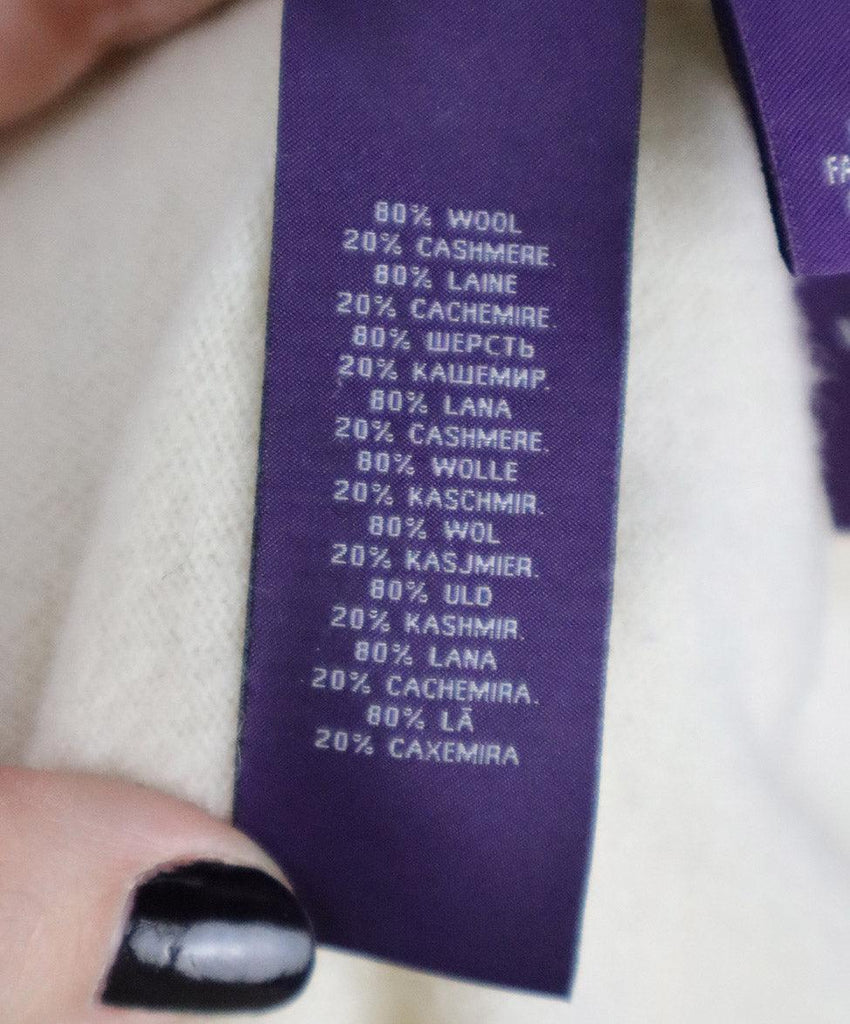 80% WOOL
20% CASHMERE.
80% LAINE
20% CACHEMIRE.
80% ШЕРСТЬ
20% КАШЕМИР.
80% LANA
20% CASHMERE.
80% WOLLE
20% KASCHMIR.
80% WOL
20% KASJMIER.
80% ULD
20% KASHMIR.
80% LANA
20% CACHEMIRA.
80% LÃ
20% CAXEMIRA